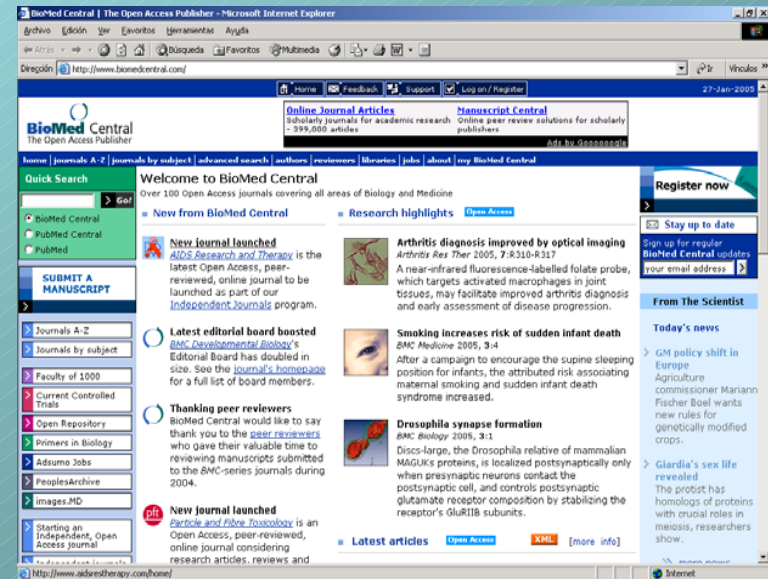 BioMed Central | The Open Access Publisher - Microsoft Internet Explorer
Archivo Edición Ver Favoritos Herramientas Ayuda
Atrás Búsqueda Favoritos Multimedia
Dirección http://www.biomedcentral.com/ Ir Vínculos »
Home Feedback Support Log on / Register 27-Jan-2005
BioMed Central
The Open Access Publisher
Online Journal Articles
Scholarly journals for academic research
- 399,000 articles
Manuscript Central
Online peer review solutions for scholarly
publishers
Ads by Goooooogle
home | journals A-Z | journals by subject | advanced search | authors | reviewers | libraries | jobs | about | my BioMed Central
Quick Search
Go!
BioMed Central
PubMed Central
PubMed
SUBMIT A
MANUSCRIPT
Journals A-Z
Journals by subject
Faculty of 1000
Current Controlled
Trials
Open Repository
Primers in Biology
Adsumo Jobs
PeoplesArchive
images.MD
Starting an
Independent, Open
Access journal
Independent journals
Welcome to BioMed Central
Over 100 Open Access journals covering all areas of Biology and Medicine
New from BioMed Central
New journal launched
AIDS Research and Therapy is the
latest Open Access, peer-
reviewed, online journal to be
launched as part of our
Independent Journals program.
Latest editorial board boosted
BMC Developmental Biology's
Editorial Board has doubled in
size. See the journal's homepage
for a full list of board members.
Thanking peer reviewers
BioMed Central would like to say
thank you to the peer reviewers
who gave their valuable time to
reviewing manuscripts submitted
to the BMC-series journals during
2004.
pft
New journal launched
Particle and Fibre Toxicology is an
Open Access, peer-reviewed,
online journal considering
research articles, reviews and
Research highlights Open Access
Arthritis diagnosis improved by optical imaging
Arthritis Res Ther 2005, 7:R310-R317
A near-infrared fluorescence-labelled folate probe,
which targets activated macrophages in joint
tissues, may facilitate improved arthritis diagnosis
and early assessment of disease progression.
Smoking increases risk of sudden infant death
BMC Medicine 2005, 3:4
After a campaign to encourage the supine sleeping
position for infants, the attributed risk associating
maternal smoking and sudden infant death
syndrome increased.
Drosophila synapse formation
BMC Biology 2005, 3:1
Discs-large, the Drosophila relative of mammalian
MAGUKs proteins, is localized postsynaptically only
when presynaptic neurons contact the
postsynaptic cell, and controls postsynaptic
glutamate receptor composition by stabilizing the
receptor's GluRIIB subunits.
Latest articles Open Access XML [more info]
Register now
Stay up to date
Sign up for regular
BioMed Central updates
your email address
From The Scientist
Today's news
GM policy shift in
Europe
Agriculture
commissioner Mariann
Fischer Boel wants
new rules for
genetically modified
crops.
Giardia's sex life
revealed
The protist has
homologs of proteins
with crucial roles in
meiosis, researchers
show.
more news
http://www.aidsrestherapy.com/home/ Internet